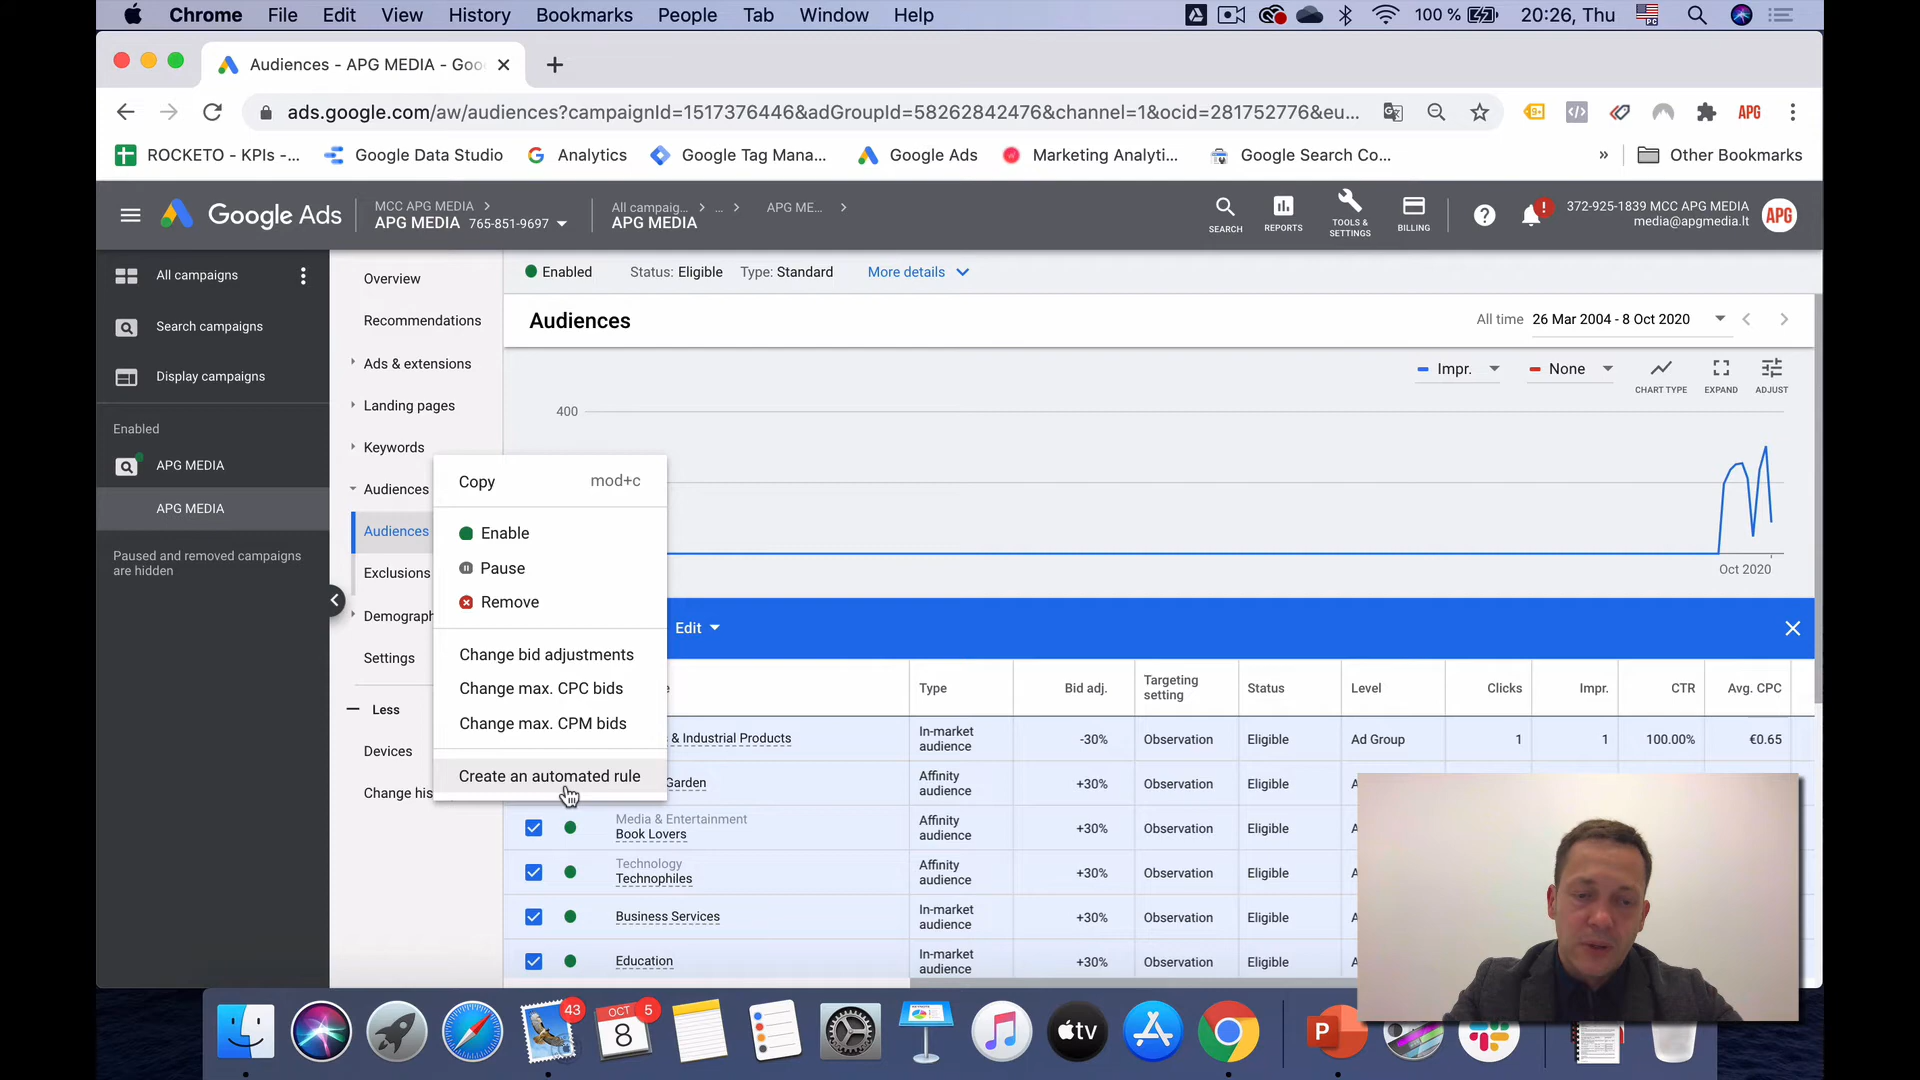 Chrome File Edit View History Bookmarks People Tab Window Help
100 % 20:26, Thu
Audiences - APG MEDIA - Goo
ads.google.com/aw/audiences?campaignId=1517376446&adGroupId=58262842476&channel=1&ocid=281752776&eu...
9+
APG
ROCKETO - KPIs -... Google Data Studio Analytics Google Tag Mana... Google Ads Marketing Analyti... Google Search Co... » Other Bookmarks
Google Ads
MCC APG MEDIA
APG MEDIA 765-851-9697
All campaig... ... APG ME...
APG MEDIA
SEARCH
REPORTS
TOOLS &
SETTINGS
BILLING
372-925-1839 MCC APG MEDIA
media@apgmedia.lt
APG
All campaigns
Search campaigns
Display campaigns
Enabled
APG MEDIA
APG MEDIA
Paused and removed campaigns
are hidden
Overview
Recommendations
Ads & extensions
Landing pages
Keywords
Audiences
Audiences
Exclusions
Demograph
Settings
Less
Devices
Change his
Enabled Status: Eligible Type: Standard More details
Audiences
All time 26 Mar 2004 - 8 Oct 2020
Impr. None
CHART TYPE EXPAND ADJUST
400
Oct 2020
Copy mod+c
Enable
Pause
Remove
Change bid adjustments
Change max. CPC bids
Change max. CPM bids
Create an automated rule
Edit
Type Bid adj. Targeting setting Status Level Clicks Impr. CTR Avg. CPC
& Industrial Products In-market audience -30% Observation Eligible Ad Group 1 1 100.00% €0.65
Garden Affinity audience +30% Observation Eligible
Media & Entertainment
Book Lovers Affinity audience +30% Observation Eligible
Technology
Technophiles Affinity audience +30% Observation Eligible
Business Services In-market audience +30% Observation Eligible
Education In-market audience +30% Observation Eligible
43
OCT
8
5
tv
P